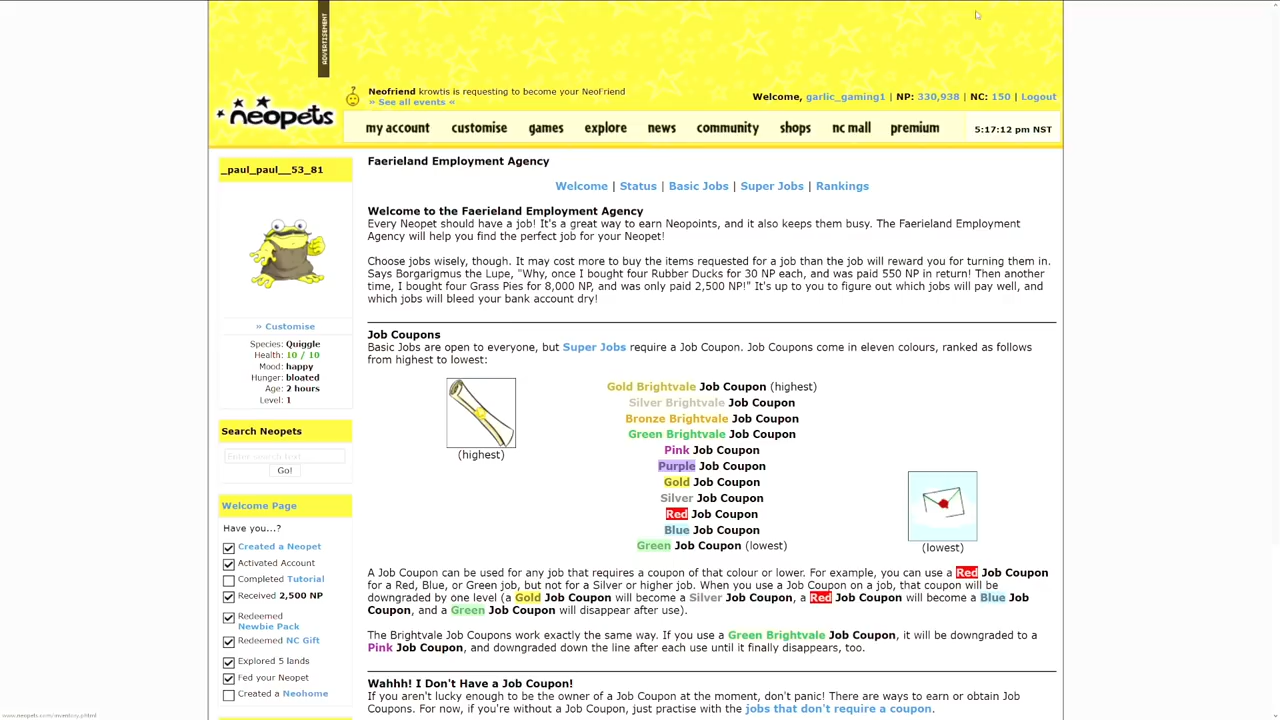 ADVERTISEMENT
Neofriend krowtis is requesting to become your NeoFriend
» See all events «
Welcome, garlic_gaming1 | NP: 330,938 | NC: 150 | Logout
neopets
my account customise games explore news community shops nc mall premium
5:17:12 pm NST
_paul_paul__53_81
» Customise
Species: Quiggle
Health: 10 / 10
Mood: happy
Hunger: bloated
Age: 2 hours
Level: 1
Search Neopets
Enter search text...
Go!
Welcome Page
Have you...?
Created a Neopet
Activated Account
Completed Tutorial
Received 2,500 NP
Redeemed
Newbie Pack
Redeemed NC Gift
Explored 5 lands
Fed your Neopet
Created a Neohome
Faerieland Employment Agency
Welcome | Status | Basic Jobs | Super Jobs | Rankings
Welcome to the Faerieland Employment Agency
Every Neopet should have a job! It's a great way to earn Neopoints, and it also keeps them busy. The Faerieland Employment
Agency will help you find the perfect job for your Neopet!
Choose jobs wisely, though. It may cost more to buy the items requested for a job than the job will reward you for turning them in.
Says Borgarigmus the Lupe, "Why, once I bought four Rubber Ducks for 30 NP each, and was paid 550 NP in return! Then another
time, I bought four Grass Pies for 8,000 NP, and was only paid 2,500 NP!" It's up to you to figure out which jobs will pay well, and
which jobs will bleed your bank account dry!
Job Coupons
Basic Jobs are open to everyone, but Super Jobs require a Job Coupon. Job Coupons come in eleven colours, ranked as follows
from highest to lowest:
(highest)
Gold Brightvale Job Coupon (highest)
Silver Brightvale Job Coupon
Bronze Brightvale Job Coupon
Green Brightvale Job Coupon
Pink Job Coupon
Purple Job Coupon
Gold Job Coupon
Silver Job Coupon
Red Job Coupon
Blue Job Coupon
Green Job Coupon (lowest)
(lowest)
A Job Coupon can be used for any job that requires a coupon of that colour or lower. For example, you can use a Red Job Coupon
for a Red, Blue, or Green job, but not for a Silver or higher job. When you use a Job Coupon on a job, that coupon will be
downgraded by one level (a Gold Job Coupon will become a Silver Job Coupon, a Red Job Coupon will become a Blue Job
Coupon, and a Green Job Coupon will disappear after use).
The Brightvale Job Coupons work exactly the same way. If you use a Green Brightvale Job Coupon, it will be downgraded to a
Pink Job Coupon, and downgraded down the line after each use until it finally disappears, too.
Wahhh! I Don't Have a Job Coupon!
If you aren't lucky enough to be the owner of a Job Coupon at the moment, don't panic! There are ways to earn or obtain Job
Coupons. For now, if you're without a Job Coupon, just practise with the jobs that don't require a coupon.
www.neopets.com/inventory.phtml